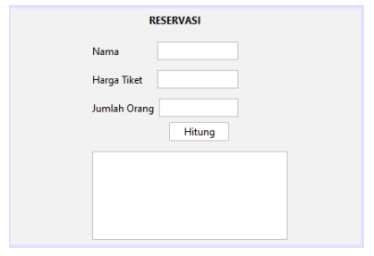 RESERVASI
Nama
Harga Tiket
Jumlah Orang
Hitung